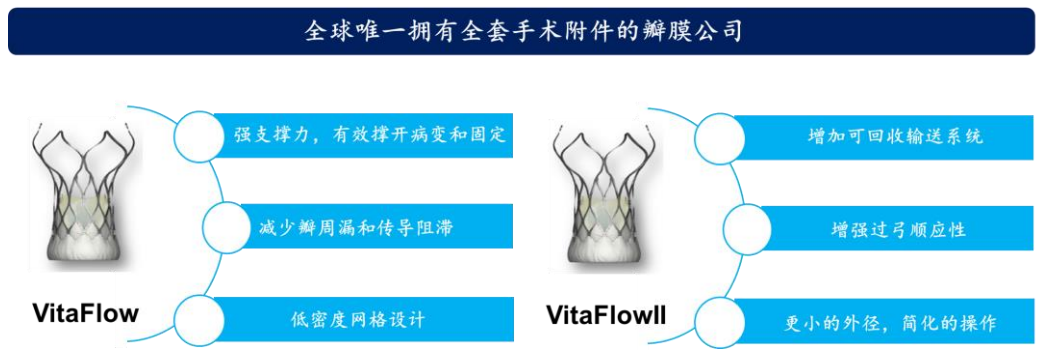 全球唯一拥有全套手术附件的瓣膜公司
强支撑力，有效撑开病变和固定
减少瓣周漏和传导阻滞
低密度网格设计
VitaFlow
增加可回收输送系统
增强过弓顺应性
更小的外径，简化的操作
VitaFlowII